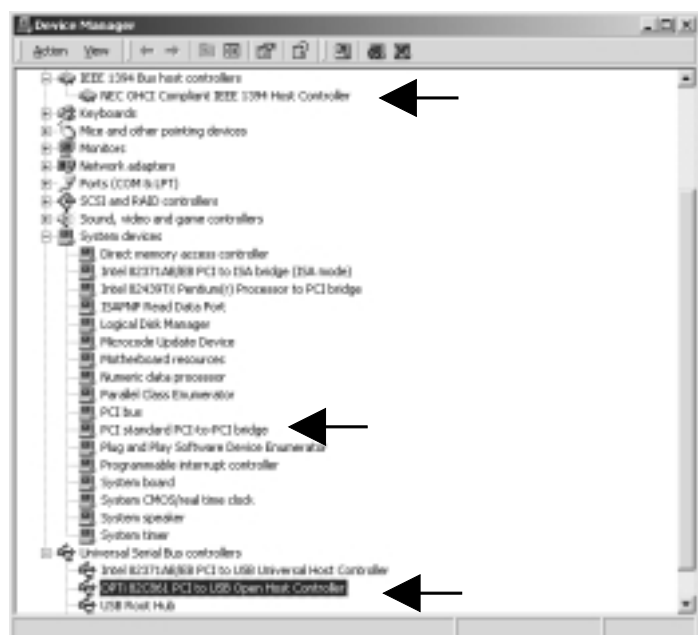 Device Manager
Action View
IEEE 1394 Bus host controllers
NEC OHCI Compliant IEEE 1394 Host Controller
Keyboards
Mice and other pointing devices
Monitors
Network adapters
Ports (COM & LPT)
SCSI and RAID controllers
Sound, video and game controllers
System devices
Direct memory access controller
Intel 82371AB/EB PCI to ISA bridge (ISA mode)
Intel 82439TX Pentium(r) Processor to PCI bridge
ISAPNP Read Data Port
Logical Disk Manager
Microcode Update Device
Motherboard resources
Numeric data processor
Parallel Class Enumerator
PCI bus
PCI standard PCI-to-PCI bridge
Plug and Play Software Device Enumerator
Programmable interrupt controller
System board
System CMOS/real time clock
System speaker
System timer
Universal Serial Bus controllers
Intel 82371AB/EB PCI to USB Universal Host Controller
OPTi 82C861 PCI to USB Open Host Controller
USB Root Hub